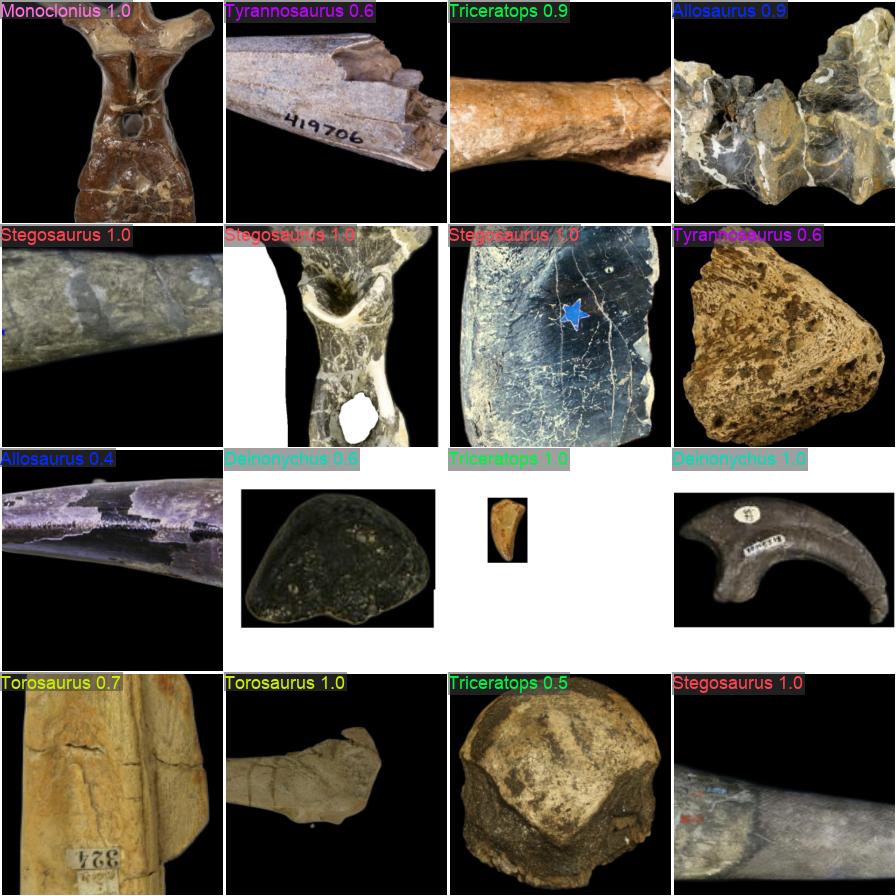 Monoclonius 1.0
Tyrannosaurus 0.6
Triceratops 0.9
Allosaurus 0.9
419706
Stegosaurus 1.0
Stegosaurus 1.0
Stegosaurus 1.0
Tyrannosaurus 0.6
Allosaurus 0.4
Deinonychus 0.6
Triceratops 1.0
Deinonychus 1.0
Torosaurus 0.7
Torosaurus 1.0
Triceratops 0.5
Stegosaurus 1.0
324